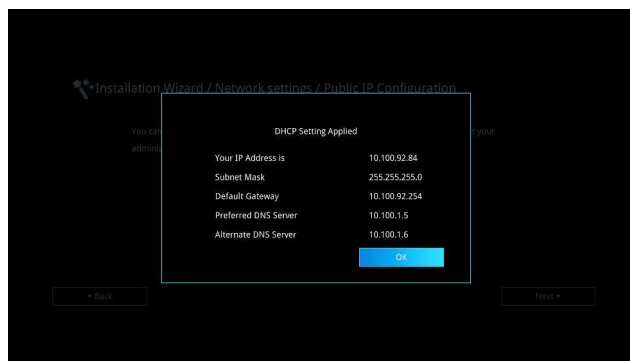 Installation Wizard / Network settings / Public IP Configuration
You can
t your
adminis
DHCP Setting Applied
Your IP Address is 10.100.92.84
Subnet Mask 255.255.255.0
Default Gateway 10.100.92.254
Preferred DNS Server 10.100.1.5
Alternate DNS Server 10.100.1.6
OK
Back
Next